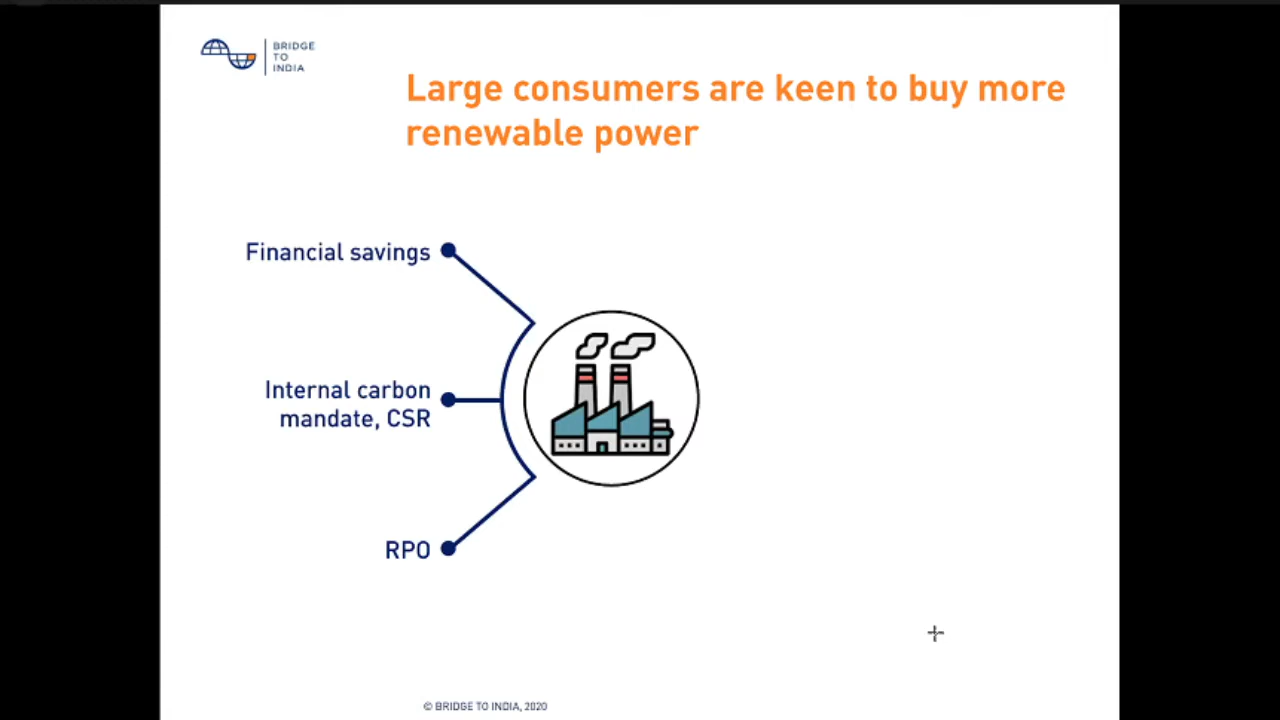 BRIDGE
TO
INDIA
Large consumers are keen to buy more
renewable power
Financial savings
Internal carbon
mandate, CSR
RPO
© BRIDGE TO INDIA, 2020